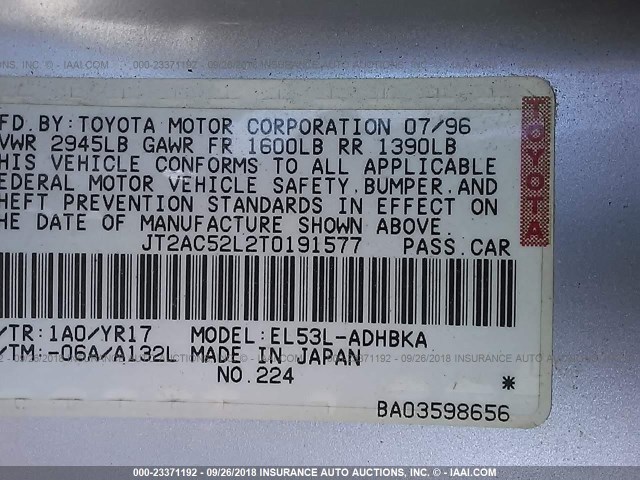 000-23371192 - 09/26/2018 INSURANCE AUTO AUCTIONS, INC. - © IAAI.COM
MFD. BY: TOYOTA MOTOR CORPORATION 07/96
VWR 2945LB GAWR FR 1600LB RR 1390LB
HIS VEHICLE CONFORMS TO ALL APPLICABLE
EDERAL MOTOR VEHICLE SAFETY, BUMPER, AND
HEFT PREVENTION STANDARDS IN EFFECT ON
THE DATE OF MANUFACTURE SHOWN ABOVE.
JT2AC52L2T0191577 PASS. CAR
TOYOTA
/TR: 1A0/YR17 MODEL: EL53L-ADHBKA
/TM: -06A/A132L MADE IN JAPAN
NO. 224 *
BA03598656
000-23371192 - 09/26/2018 INSURANCE AUTO AUCTIONS, INC. - © IAAI.COM